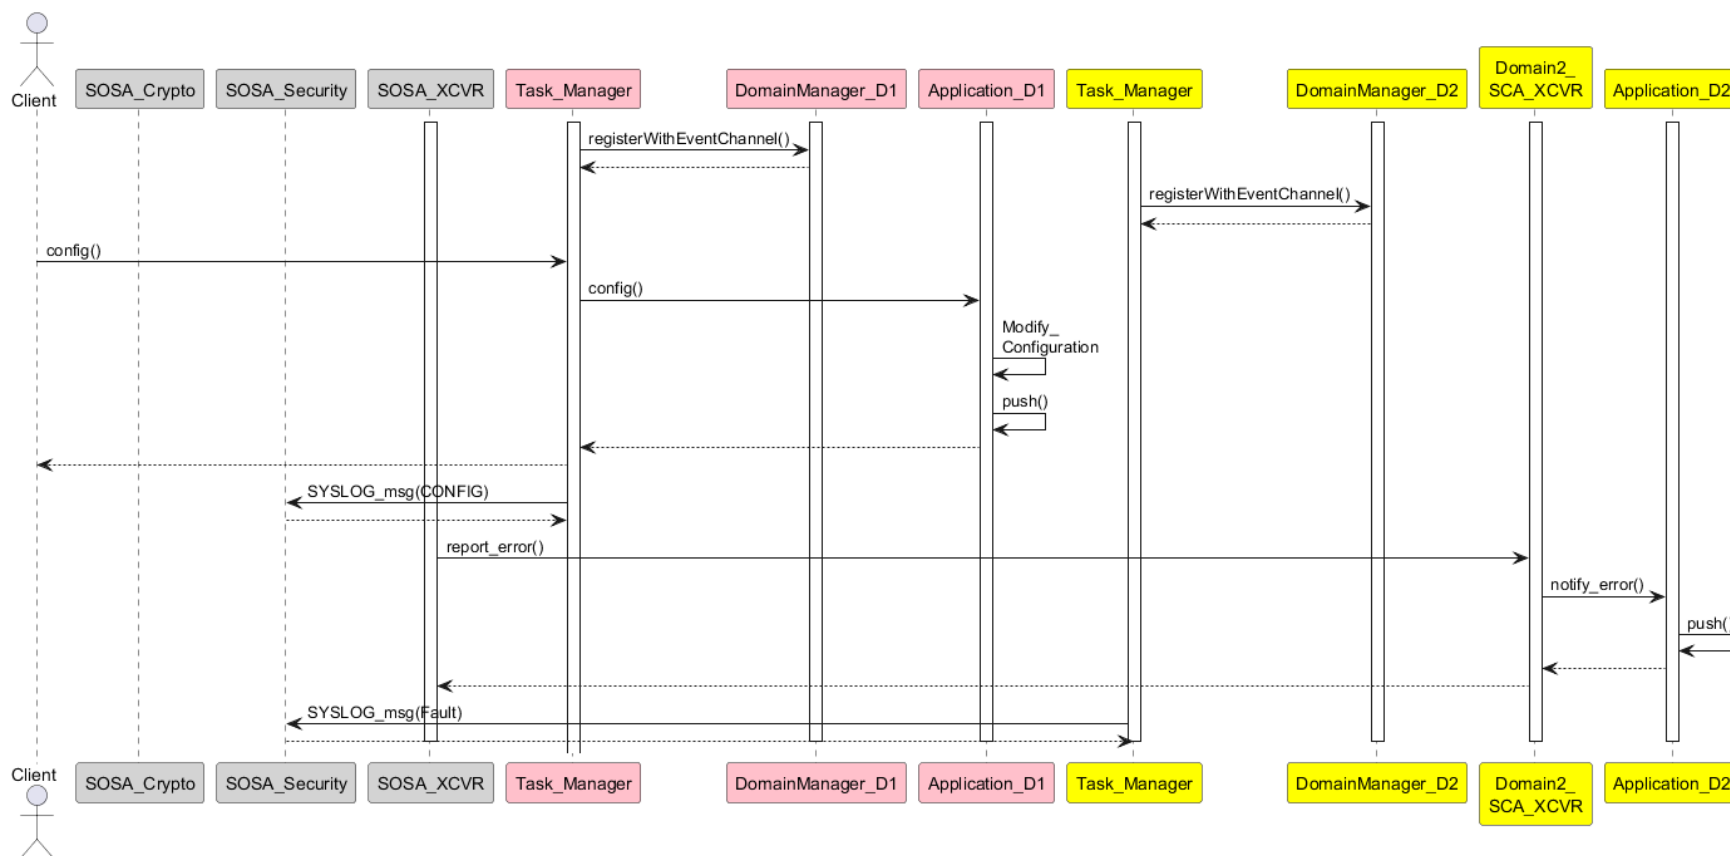 Client
SOSA_Crypto
SOSA_Security
SOSA_XCVR
Task_Manager
DomainManager_D1
Application_D1
Task_Manager
DomainManager_D2
Domain2_
SCA_XCVR
Application_D2
registerWithEventChannel()
registerWithEventChannel()
config()
config()
Modify_
Configuration
push()
SYSLOG_msg(CONFIG)
report_error()
notify_error()
push()
SYSLOG_msg(Fault)
Client
SOSA_Crypto
SOSA_Security
SOSA_XCVR
Task_Manager
DomainManager_D1
Application_D1
Task_Manager
DomainManager_D2
Domain2_
SCA_XCVR
Application_D2